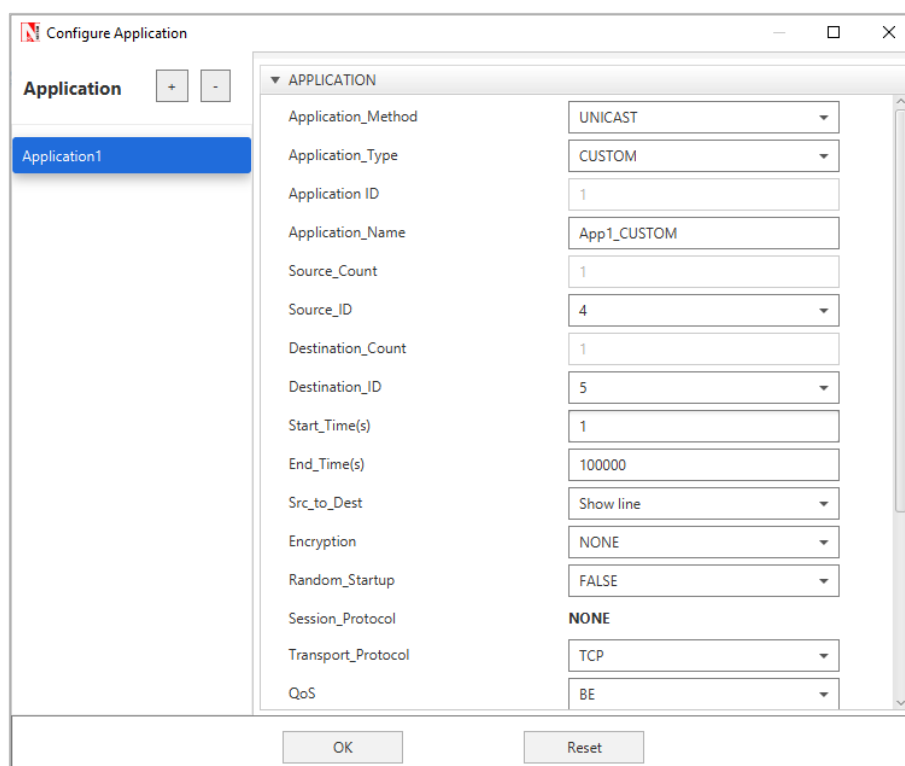 Configure Application
Application + -
Application1
APPLICATION
Application_Method UNICAST
Application_Type CUSTOM
Application ID 1
Application_Name App1_CUSTOM
Source_Count 1
Source_ID 4
Destination_Count 1
Destination_ID 5
Start_Time(s) 1
End_Time(s) 100000
Src_to_Dest Show line
Encryption NONE
Random_Startup FALSE
Session_Protocol NONE
Transport_Protocol TCP
QoS BE
OK Reset